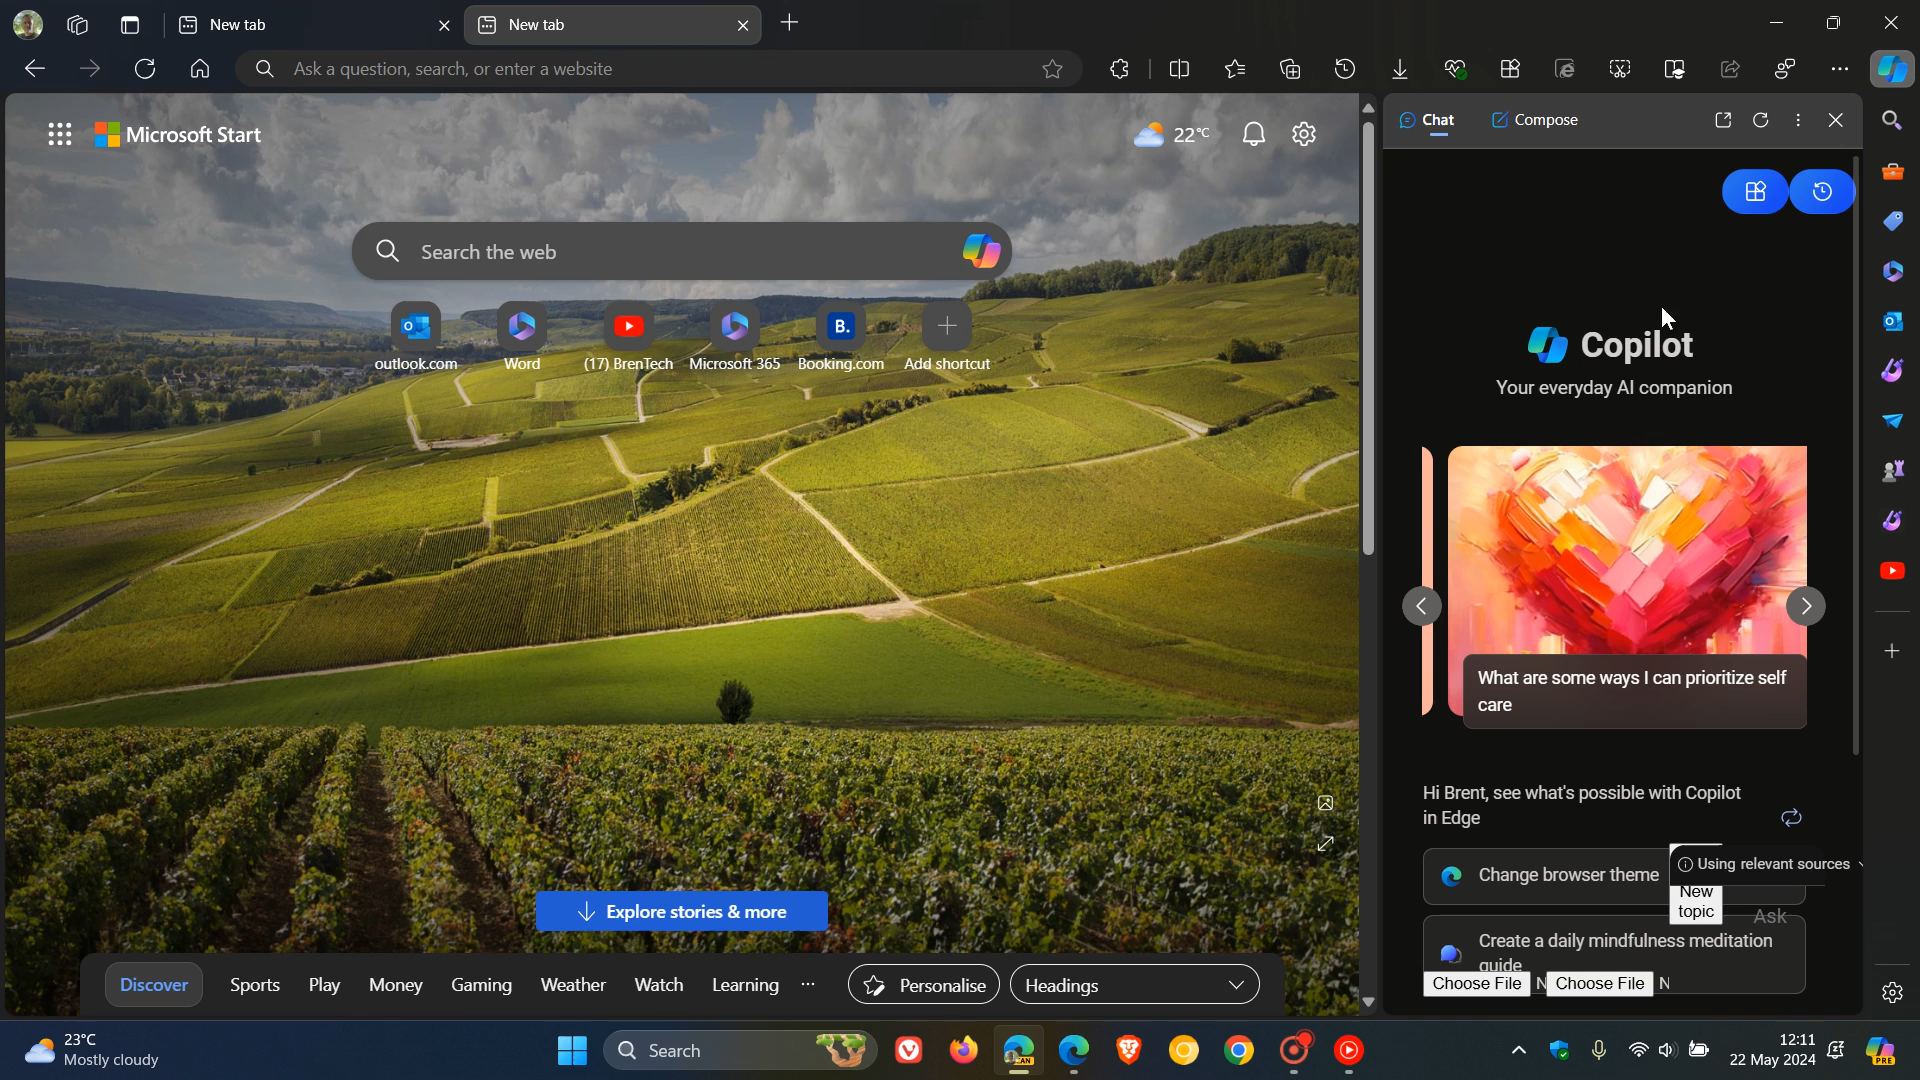 New tab
New tab
Ask a question, search, or enter a website
Microsoft Start
22°C
Search the web
outlook.com
Word
(17) BrenTech
Microsoft 365
B.
Booking.com
Add shortcut
Explore stories & more
Discover
Sports
Play
Money
Gaming
Weather
Watch
Learning
Personalise
Headings
Chat
Compose
Copilot
Your everyday AI companion
What are some ways I can prioritize self
care
Hi Brent, see what's possible with Copilot
in Edge
Change browser theme
Using relevant sources
New
topic
Ask
Create a daily mindfulness meditation
guide
Choose File N
Choose File N
23°C
Mostly cloudy
Search
CAN
12:11
22 May 2024
PRE